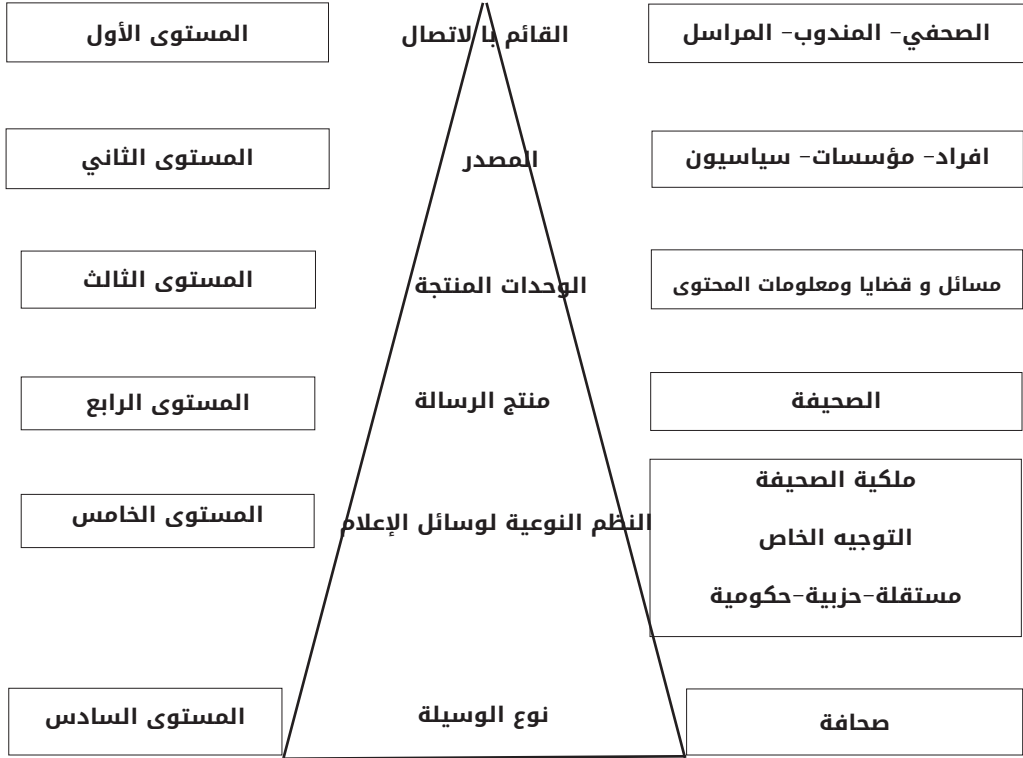 الصحفي- المندوب- المراسل
القائم با لاتصال
المستوى الأول
افراد- مؤسسات- سياسيون
المصدر
المستوى الثاني
مسائل و قضايا ومعلومات المحتوى
الوحدات المنتجة
المستوى الثالث
الصحيفة
منتج الرسالة
المستوى الرابع
ملكية الصحيفة
التوجيه الخاص
مستقلة-حزبية-حكومية
النظم النوعية لوسائل الإعلام
المستوى الخامس
صحافة
نوع الوسيلة
المستوى السادس